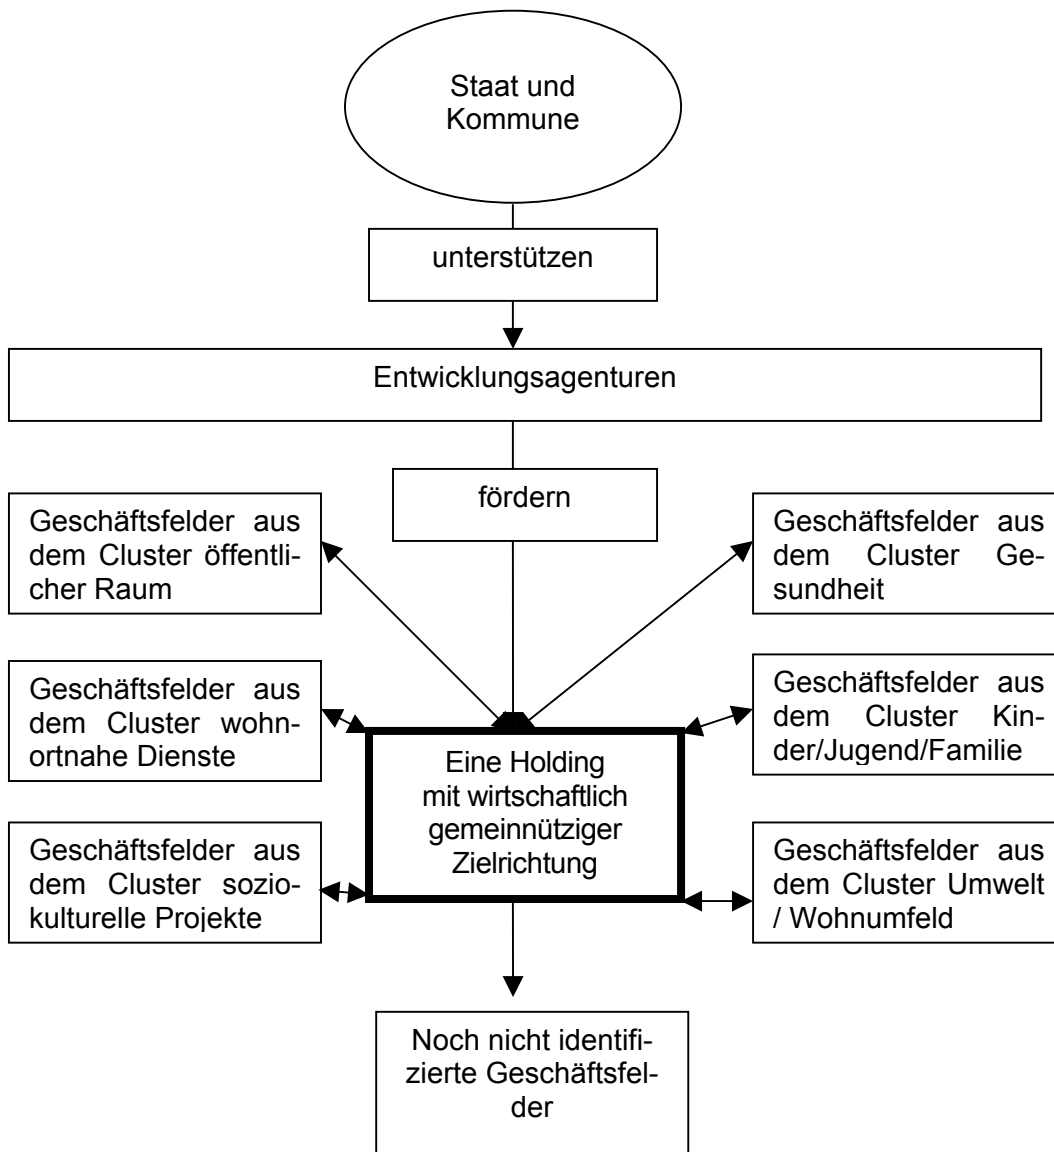 Staat und
Kommune
unterstützen
Entwicklungsagenturen
fördern
Geschäftsfelder aus
dem Cluster öffentli-
cher Raum
Geschäftsfelder aus
dem Cluster Ge-
sundheit
Geschäftsfelder aus
dem Cluster wohn-
ortnahe Dienste
Geschäftsfelder aus
dem Cluster Kin-
der/Jugend/Familie
Eine Holding
mit wirtschaftlich
gemeinnütziger
Zielrichtung
Geschäftsfelder aus
dem Cluster sozio-
kulturelle Projekte
Geschäftsfelder aus
dem Cluster Umwelt
/ Wohnumfeld
Noch nicht identifi-
zierte Geschäftsfel-
der